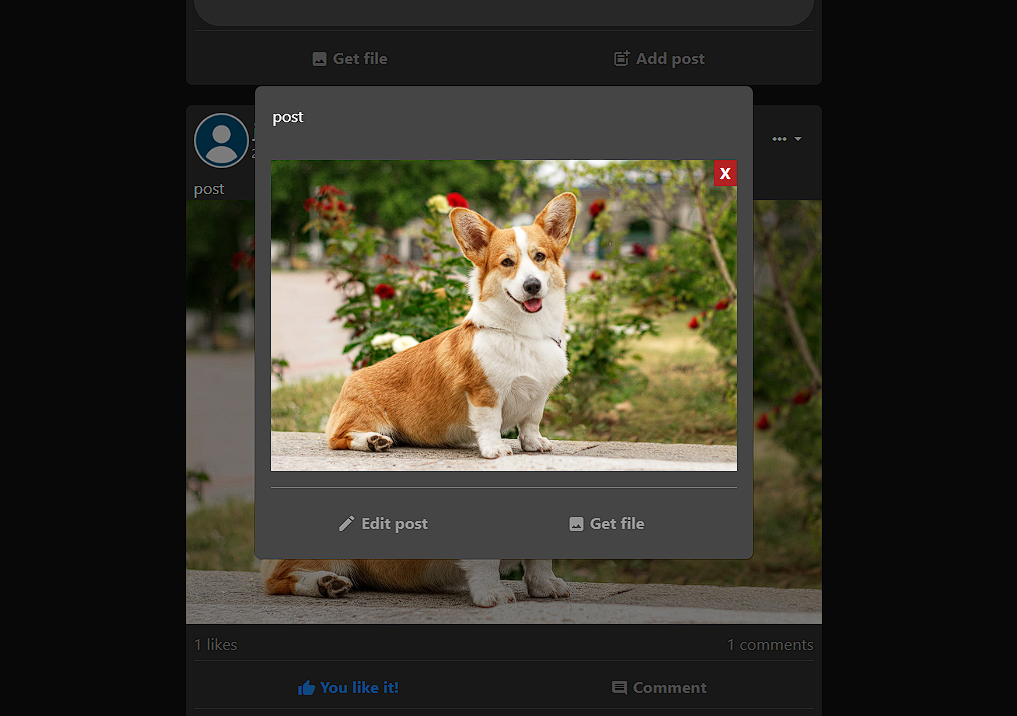 Get file
Add post
post
post
X
Edit post
Get file
1 likes
1 comments
You like it!
Comment